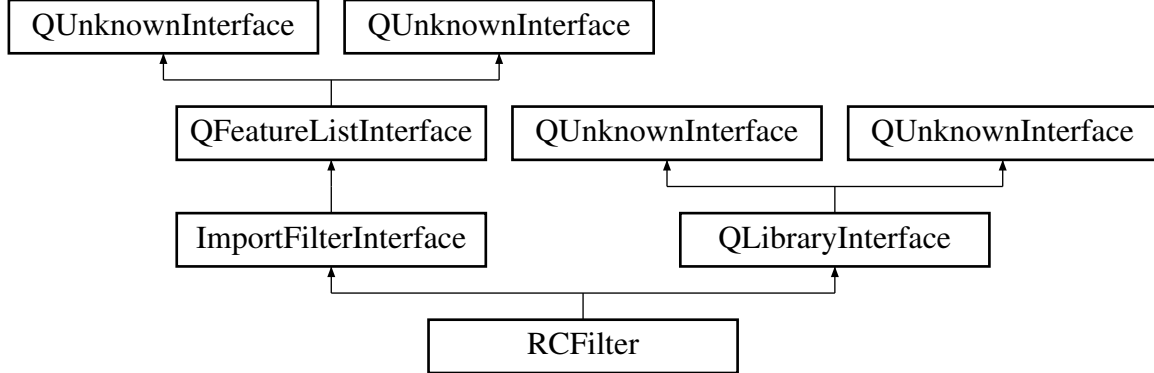 QUnknownInterface QUnknownInterface
QFeatureListInterface QUnknownInterface QUnknownInterface
ImportFilterInterface QLibraryInterface
RCFilter